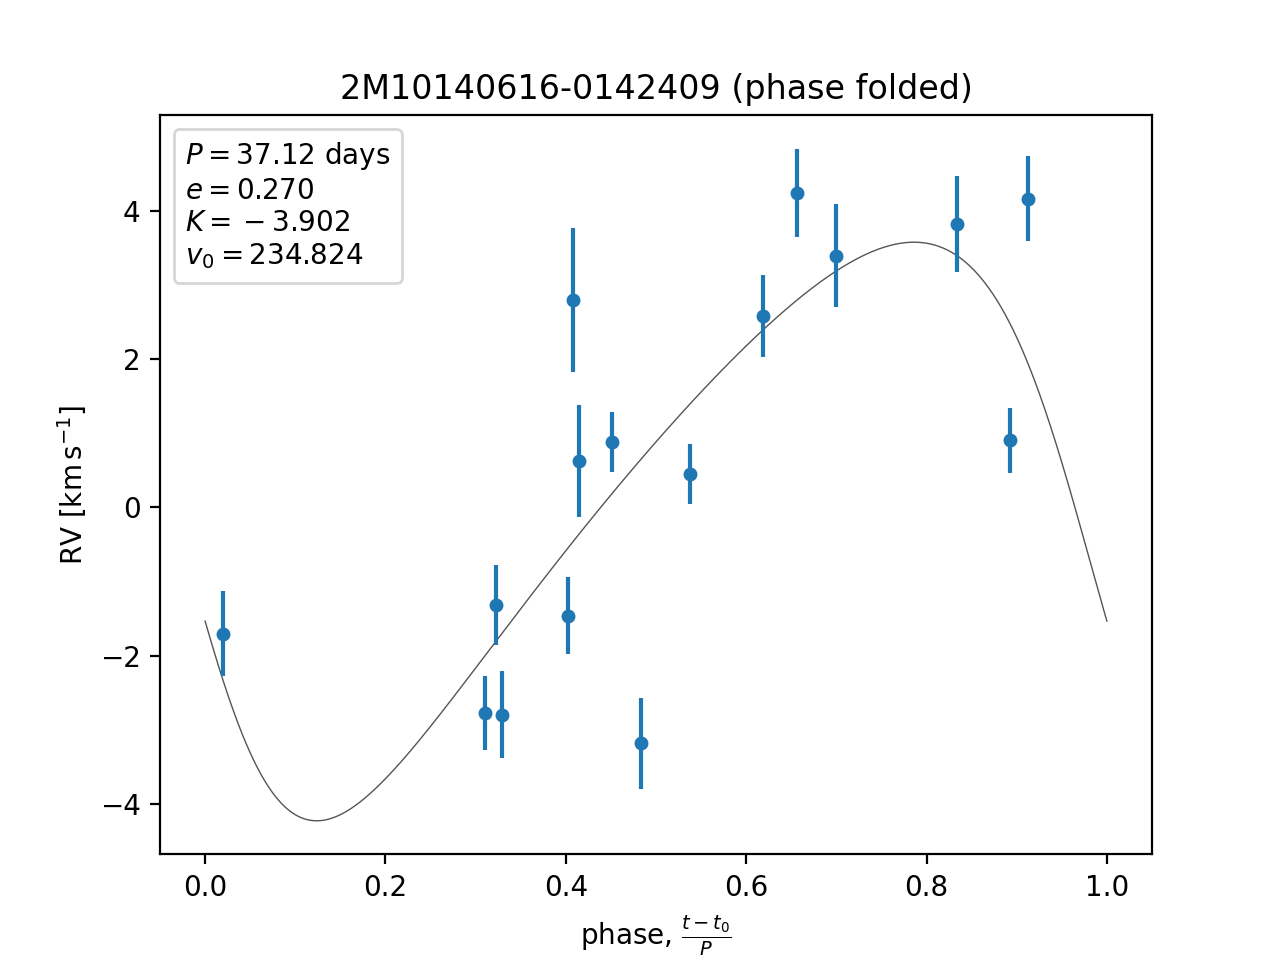 2M10140616-0142409 (phase folded)
P = 37.12 days
e = 0.270
K = −3.902
v₀ = 234.824
RV [km s⁻¹]
4
2
0
−2
−4
0.0 0.2 0.4 0.6 0.8 1.0
phase, (t − t₀)/P